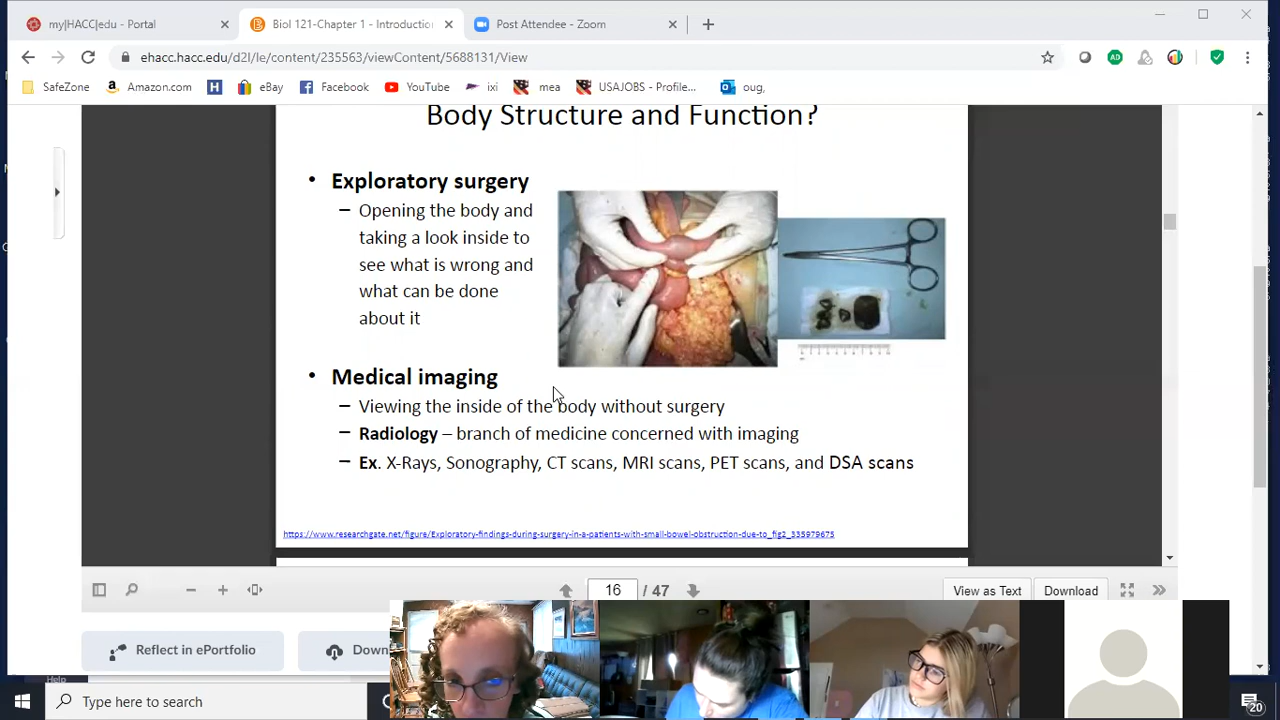 my|HACC|edu - Portal
Biol 121-Chapter 1 - Introduction
Post Attendee - Zoom
ehacc.hacc.edu/d2l/le/content/235563/viewContent/5688131/View
SafeZone
Amazon.com
H
eBay
Facebook
YouTube
ixi
mea
USAJOBS - Profile...
oug,
Body Structure and Function?
• Exploratory surgery
– Opening the body and
taking a look inside to
see what is wrong and
what can be done
about it
• Medical imaging
– Viewing the inside of the body without surgery
– Radiology – branch of medicine concerned with imaging
– Ex. X-Rays, Sonography, CT scans, MRI scans, PET scans, and DSA scans
https://www.researchgate.net/figure/Exploratory-findings-during-surgery-in-a-patients-with-small-bowel-obstruction-due-to_fig2_335979675
16 / 47
View as Text
Download
Reflect in ePortfolio
Down
Help
Type here to search
20